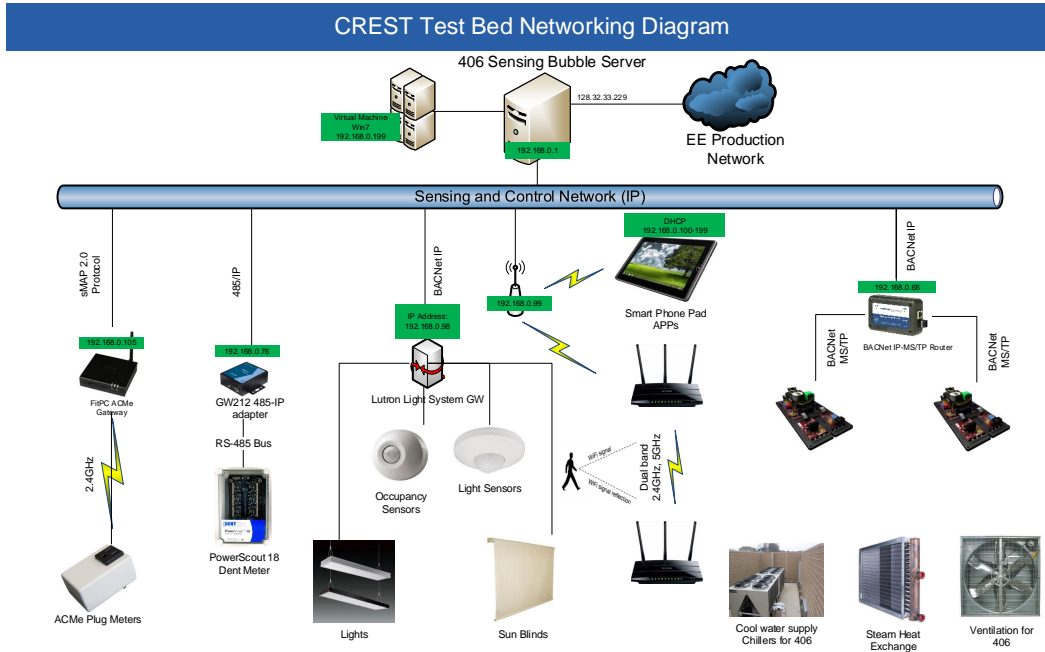 CREST Test Bed Networking Diagram
406 Sensing Bubble Server
128.32.33.229
Virtual Machine
Win7
192.168.0.199
192.168.0.1
EE Production
Network
Sensing and Control Network (IP)
sMAP 2.0
Protocol
485/IP
BACNet IP
DHCP
192.168.0.100-199
BACNet IP
192.168.0.99
192.168.0.68
Smart Phone Pad
APPs
IP Address:
192.168.0.98
192.168.0.105
192.168.0.76
BACNet IP-MS/TP Router
BACNet
MS/TP
BAC/Net
MS/TP
FitPC ACMe
Gateway
GW212 485-IP
adapter
Lutron Light System GW
RS-485 Bus
2.4GHz
WiFi signal
WiFi signal reflection
Dual band
2.4GHz, 5GHz
Occupancy
Sensors
Light Sensors
DENT
PowerScout 18
PowerScout 18
Dent Meter
ACMe Plug Meters
Lights
Sun Blinds
Cool water supply
Chillers for 406
Steam Heat
Exchange
Ventilation for
406